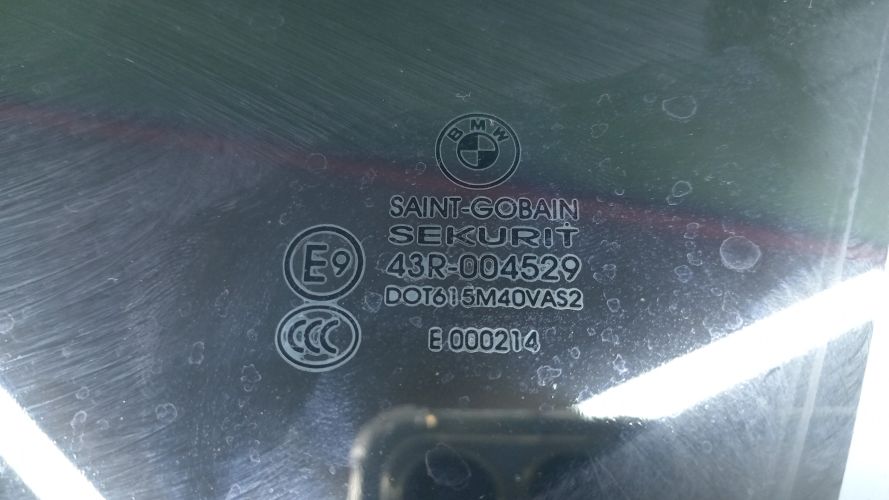 BMW
SAINT-GOBAIN
SEKURIT
E9
43R-004529
DOT615M40VAS2
CCC
E 000214